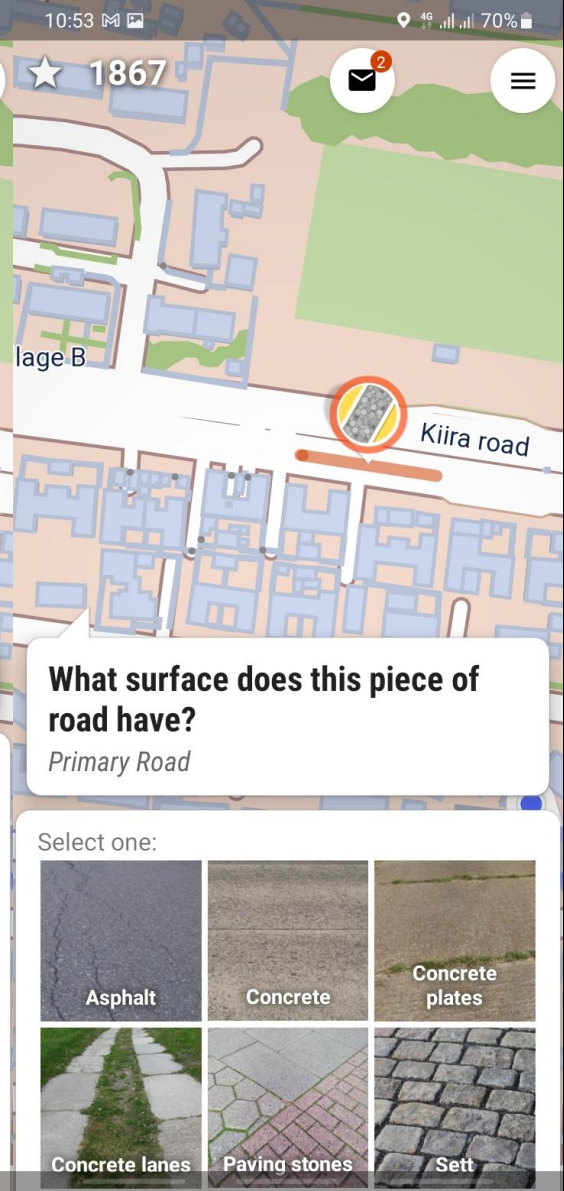 10:53
4G
70%
1867
2
lage B
Kiira road
What surface does this piece of
road have?
Primary Road
Select one:
Asphalt
Concrete
Concrete
plates
Concrete lanes
Paving stones
Sett